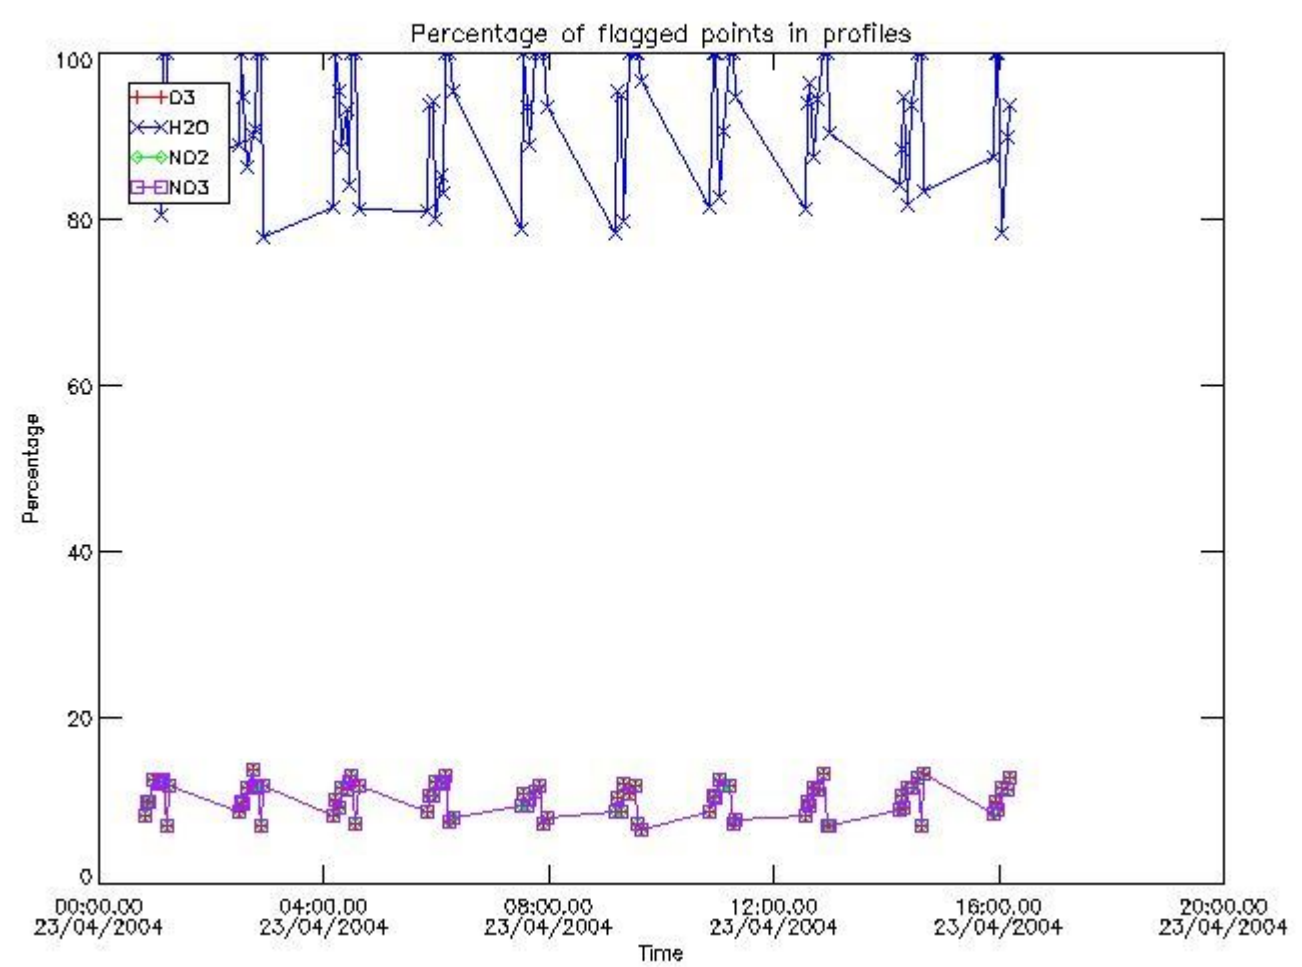 Percentage of flagged points in profiles
100
O3
H2O
NO2
NO3
80
60
Percentage
40
20
0
00:00.00 04:00.00 08:00.00 12:00.00 16:00.00 20:00.00
23/04/2004 23/04/2004 23/04/2004 23/04/2004 23/04/2004 23/04/2004
Time